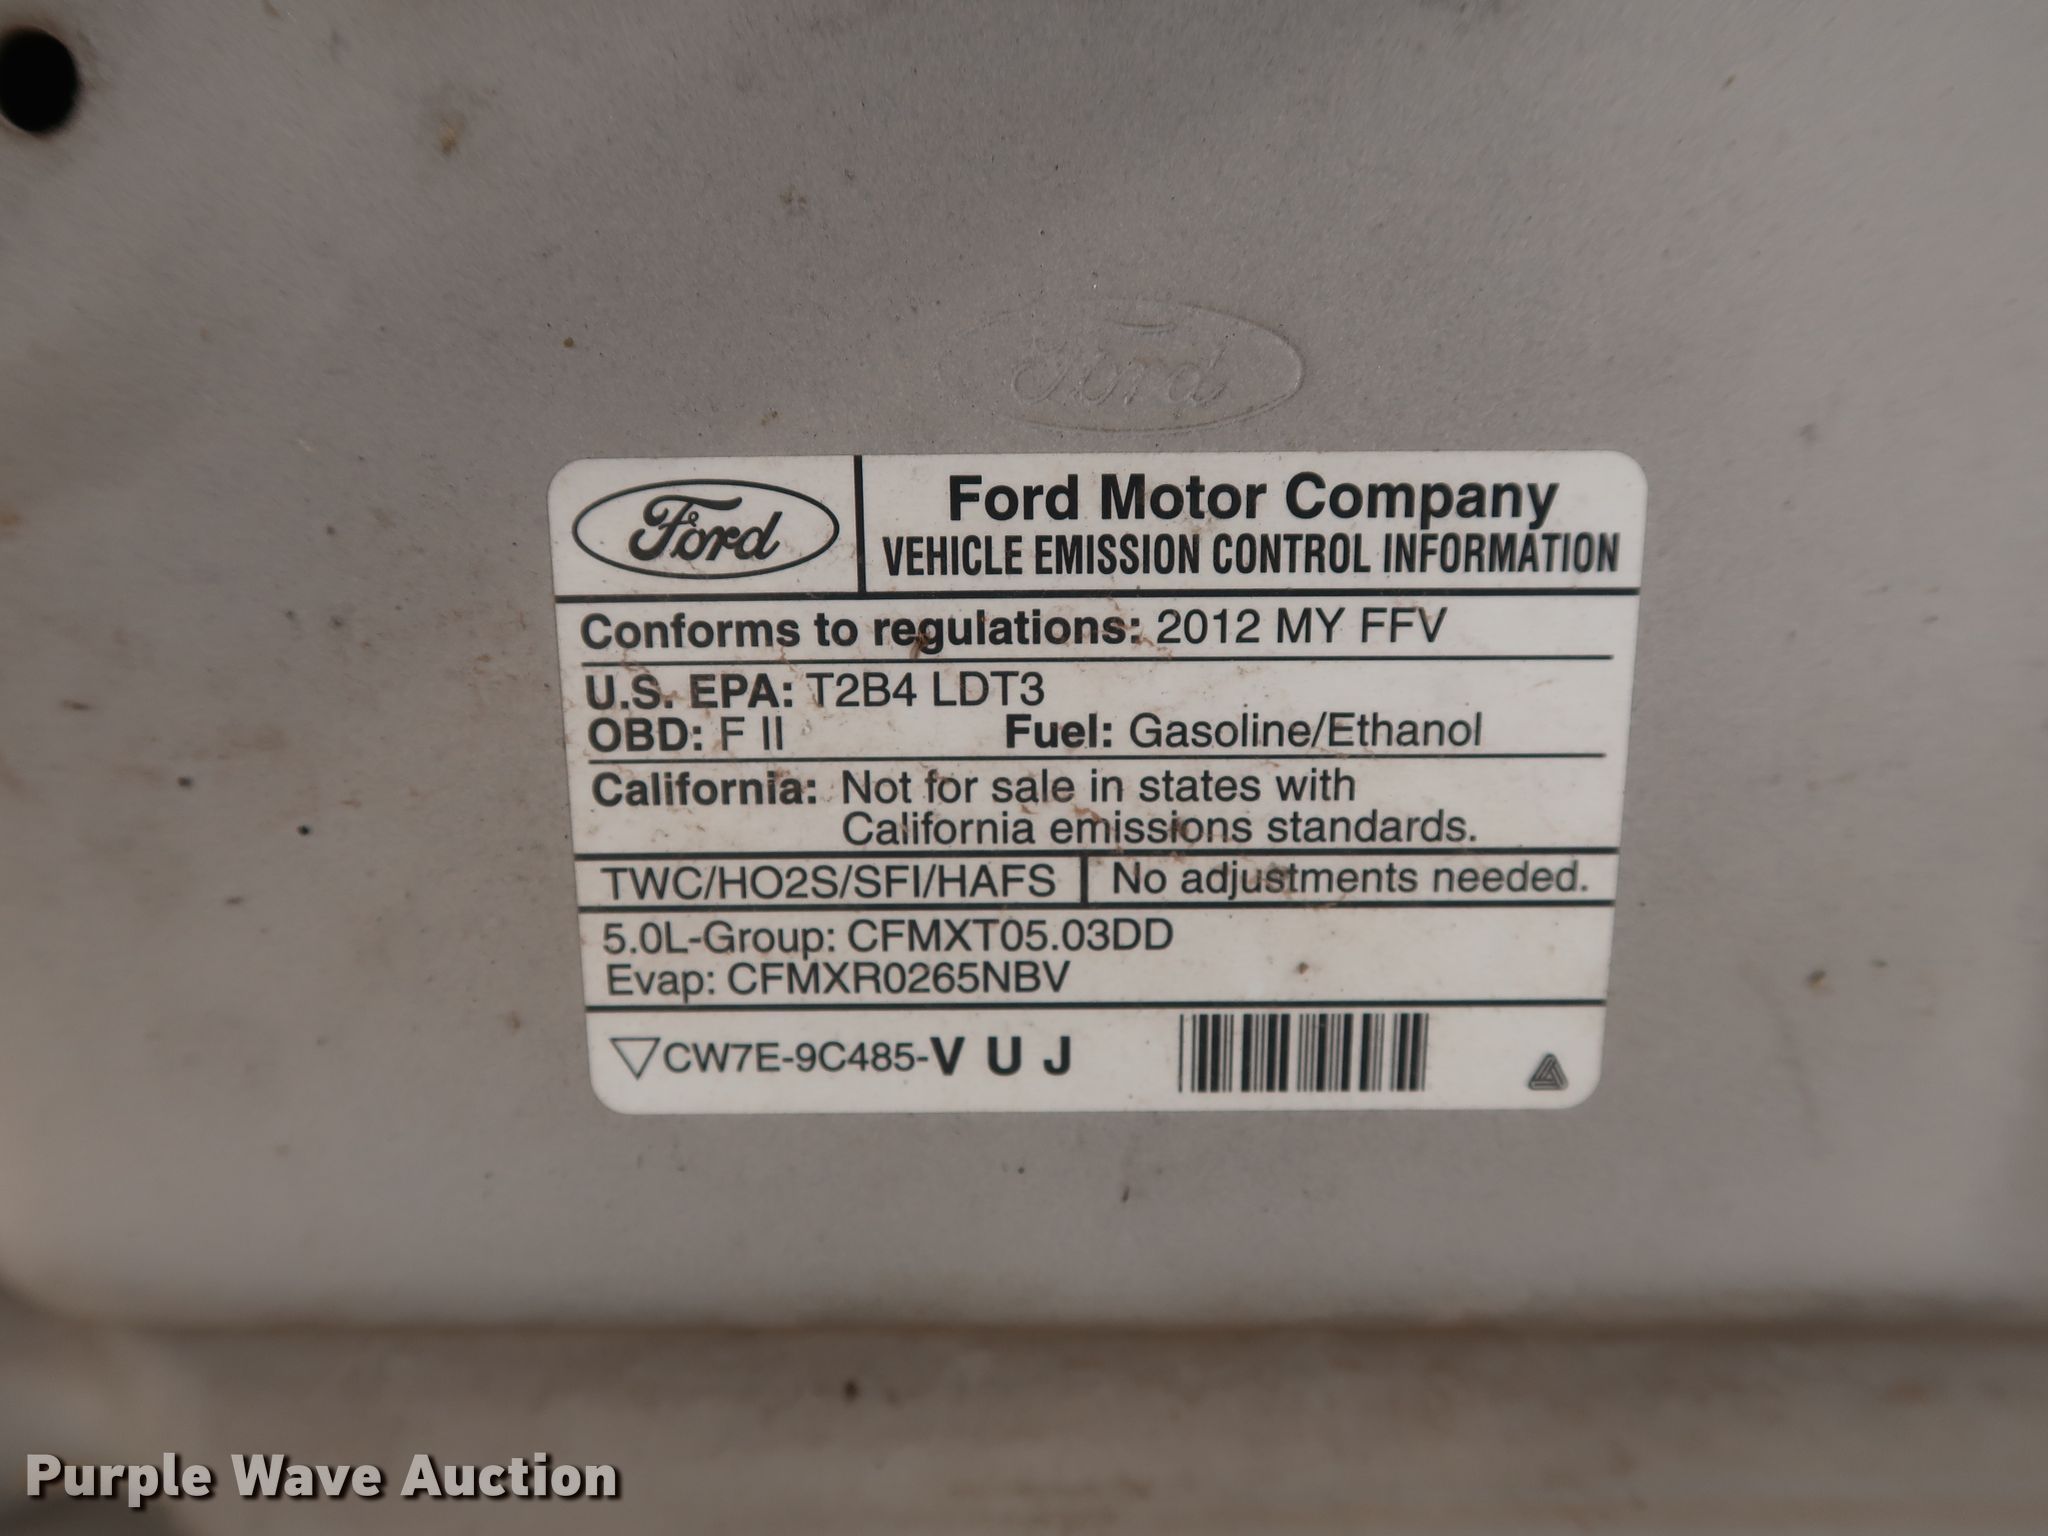 Ford
Ford Motor Company
VEHICLE EMISSION CONTROL INFORMATION
Ford
Conforms to regulations: 2012 MY FFV
U.S. EPA: T2B4 LDT3
OBD: F II Fuel: Gasoline/Ethanol
California: Not for sale in states with
California emissions standards.
TWC/HO2S/SFI/HAFS No adjustments needed.
5.0L-Group: CFMXT05.03DD
Evap: CFMXR0265NBV
CW7E-9C485-V U J
Purple Wave Auction